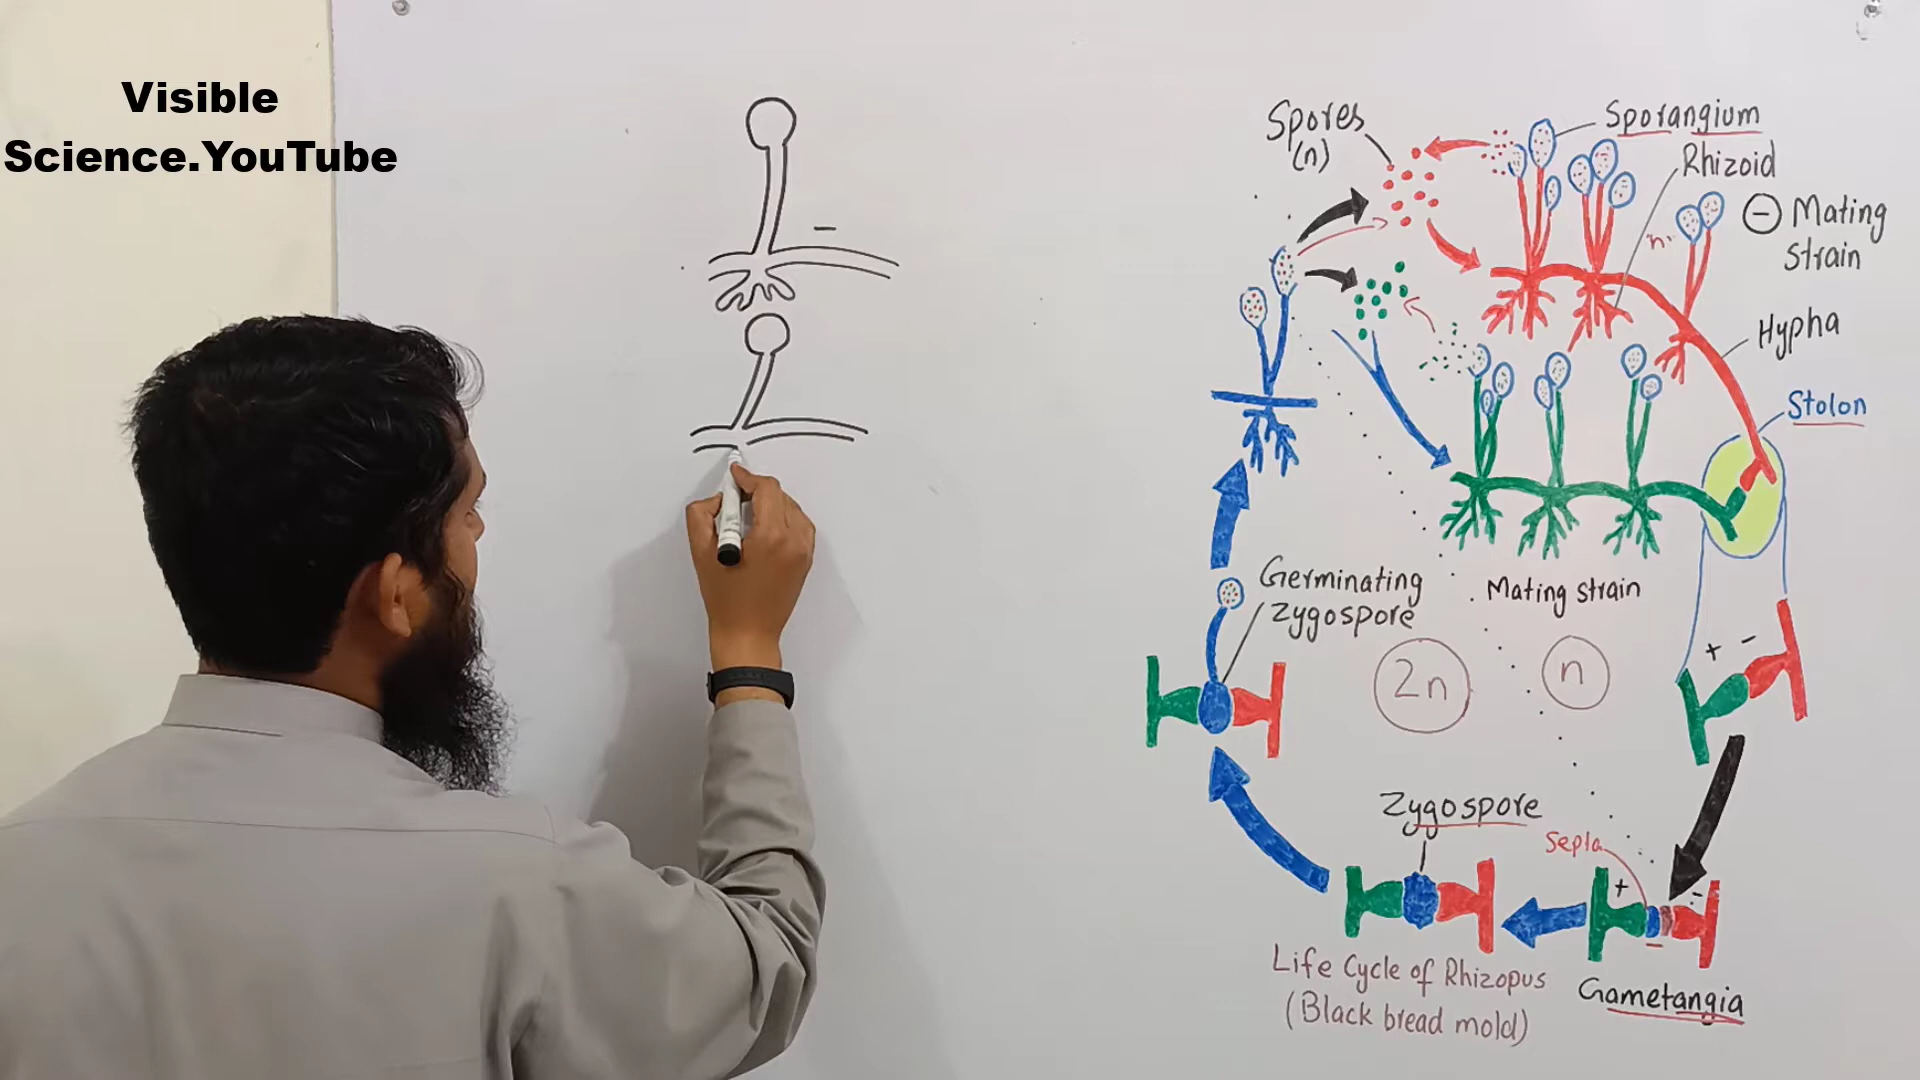 Visible
Science.YouTube
Spores
(n)
Sporangium
Rhizoid
⊖ Mating
Strain
n
Hypha
Stolon
Germinating
Zygospore
Mating Strain
2n
n
+ -
Zygospore
Septa
+ -
Life Cycle of Rhizopus
(Black bread mold)
Gametangia
-